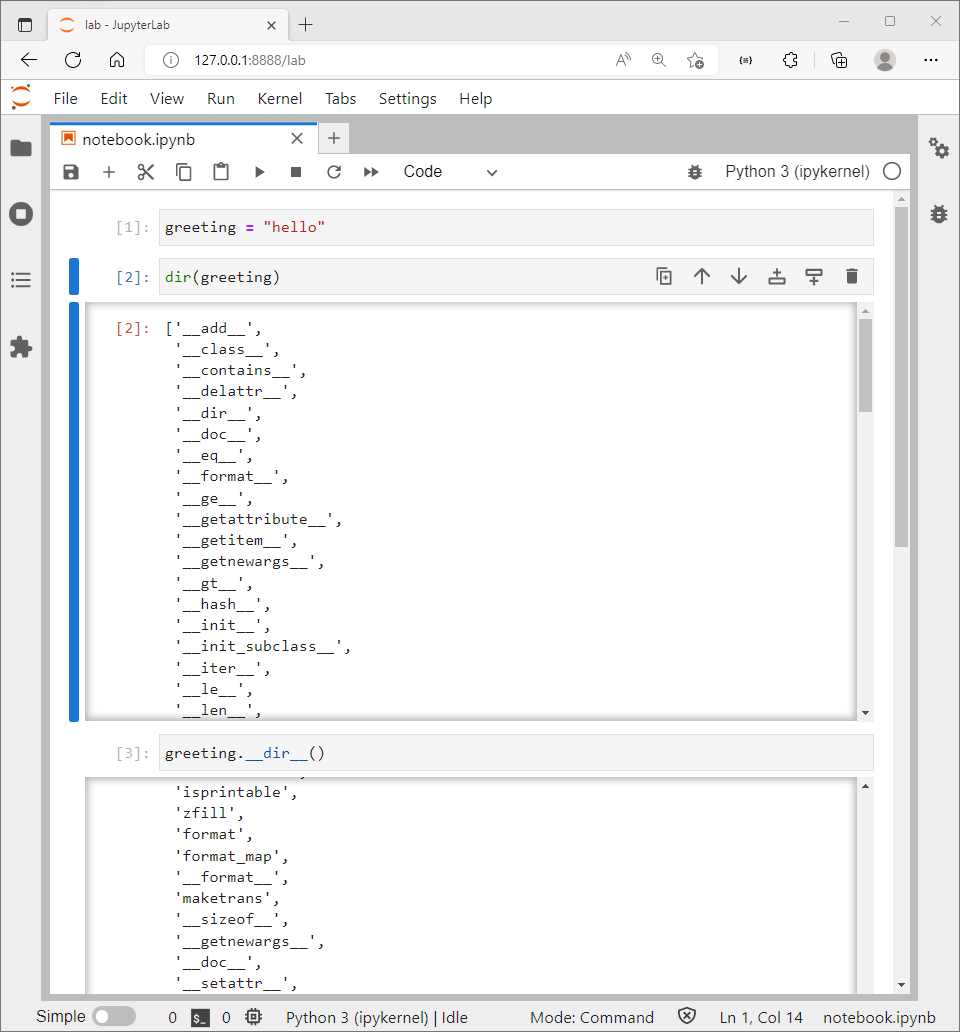 lab - JupyterLab
127.0.0.1:8888/lab
File Edit View Run Kernel Tabs Settings Help
notebook.ipynb
Code Python 3 (ipykernel)
[1]: greeting = "hello"
[2]: dir(greeting)
[2]: ['__add__',
'__class__',
'__contains__',
'__delattr__',
'__dir__',
'__doc__',
'__eq__',
'__format__',
'__ge__',
'__getattribute__',
'__getitem__',
'__getnewargs__',
'__gt__',
'__hash__',
'__init__',
'__init_subclass__',
'__iter__',
'__le__',
'__len__',
[3]: greeting.__dir__()
'isprintable',
'zfill',
'format',
'format_map',
'__format__',
'maketrans',
'__sizeof__',
'__getnewargs__',
'__doc__',
'__setattr__',
Simple 0 $_ 0 Python 3 (ipykernel) | Idle Mode: Command Ln 1, Col 14 notebook.ipynb